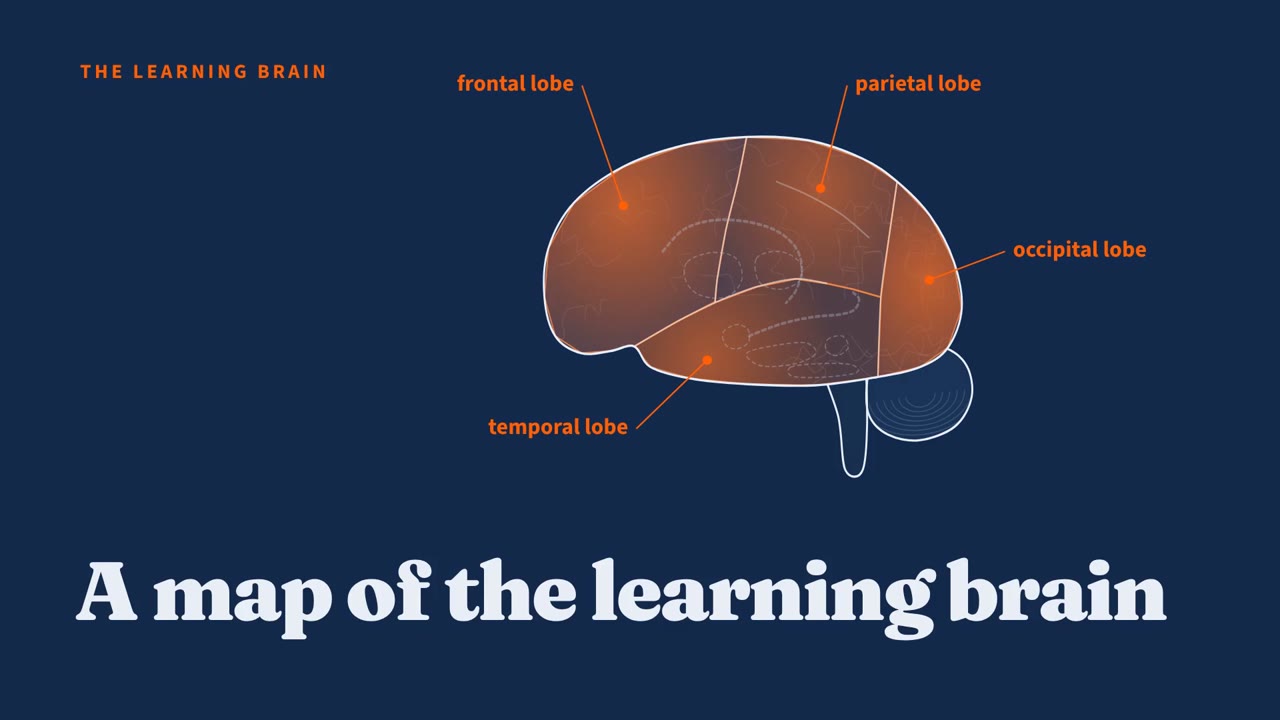 THE LEARNING BRAIN
frontal lobe
parietal lobe
occipital lobe
temporal lobe
A map of the learning brain